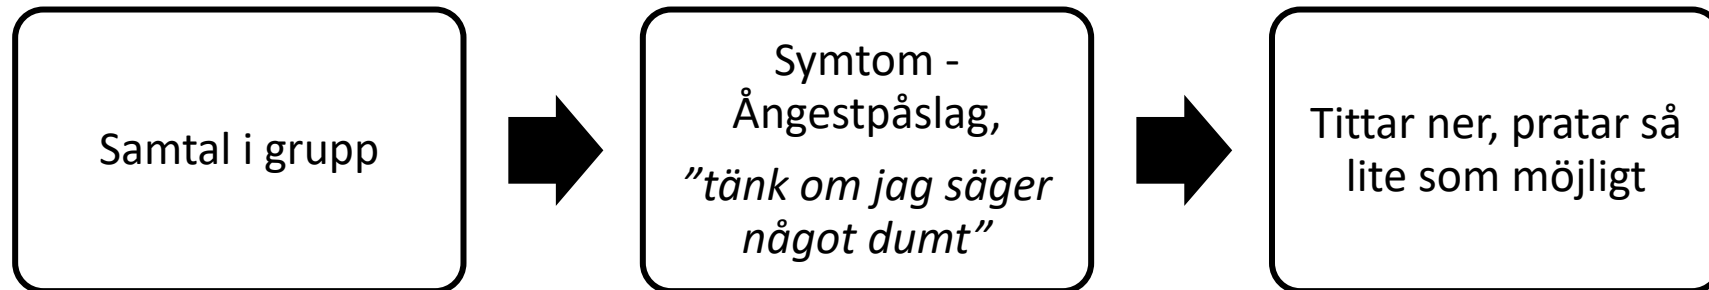 Samtal i grupp
Symtom -
Ångestpåslag,
”tänk om jag säger
något dumt”
Tittar ner, pratar så
lite som möjligt